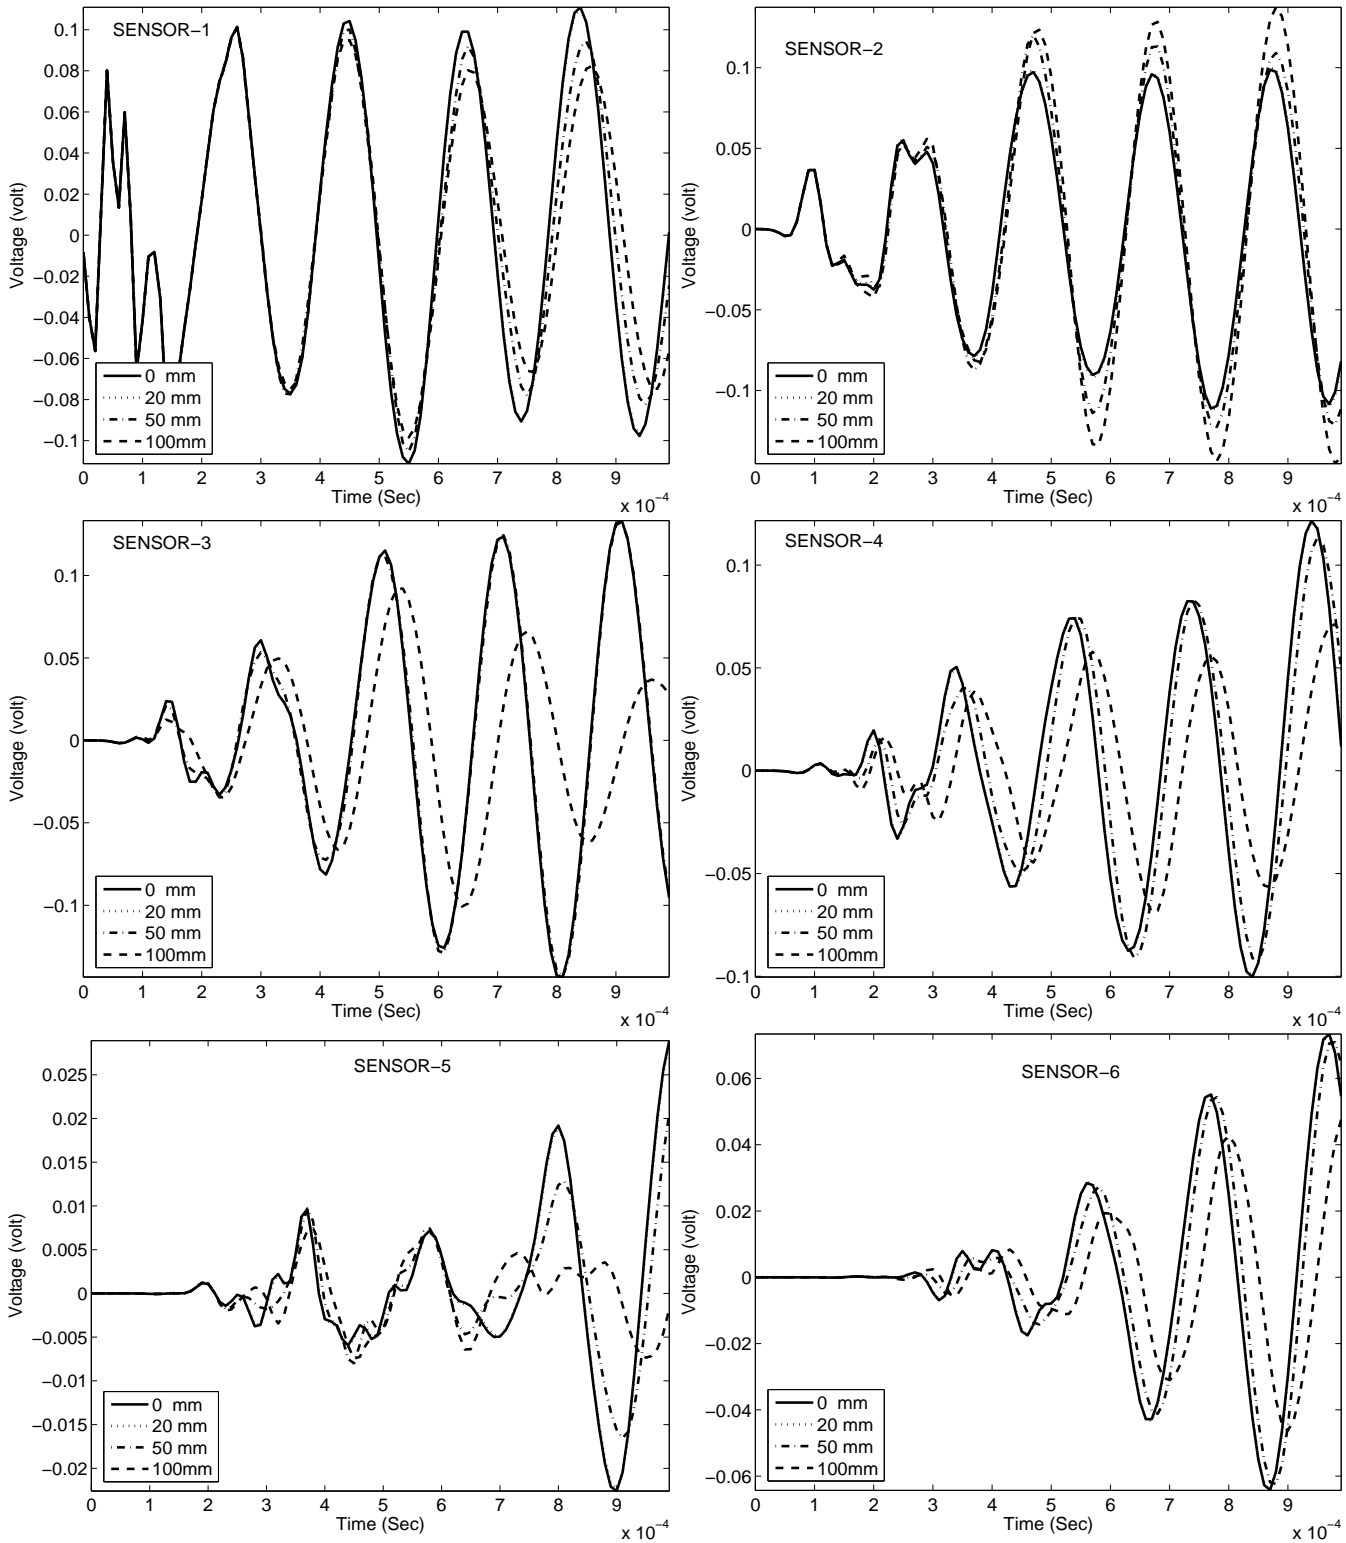 SENSOR−1
Voltage (volt)
0.1
0.08
0.06
0.04
0.02
0
−0.02
−0.04
−0.06
−0.08
−0.1
0 mm
20 mm
50 mm
100mm
0 1 2 3 4 5 6 7 8 9
Time (Sec)
x 10−4
SENSOR−2
Voltage (volt)
0.1
0.05
0
−0.05
−0.1
0 mm
20 mm
50 mm
100mm
0 1 2 3 4 5 6 7 8 9
Time (Sec)
x 10−4
SENSOR−3
Voltage (volt)
0.1
0.05
0
−0.05
−0.1
0 mm
20 mm
50 mm
100mm
0 1 2 3 4 5 6 7 8 9
Time (Sec)
x 10−4
SENSOR−4
Voltage (volt)
0.1
0.05
0
−0.05
−0.1
0 mm
20 mm
50 mm
100mm
0 1 2 3 4 5 6 7 8 9
Time (Sec)
x 10−4
SENSOR−5
Voltage (volt)
0.025
0.02
0.015
0.01
0.005
0
−0.005
−0.01
−0.015
−0.02
0 mm
20 mm
50 mm
100mm
0 1 2 3 4 5 6 7 8 9
Time (Sec)
x 10−4
SENSOR−6
Voltage (volt)
0.06
0.04
0.02
0
−0.02
−0.04
−0.06
0 mm
20 mm
50 mm
100mm
0 1 2 3 4 5 6 7 8 9
Time (Sec)
x 10−4